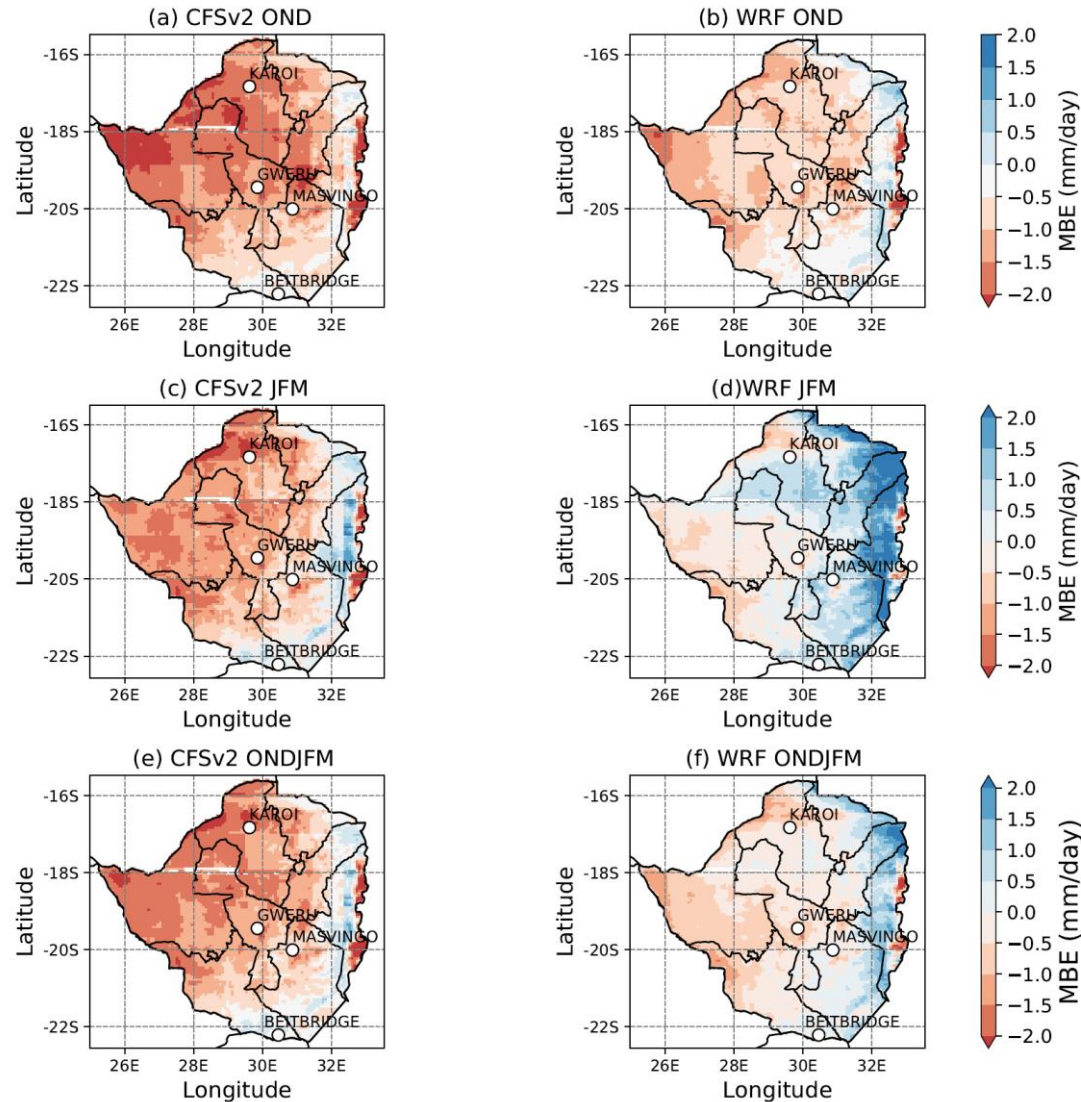 (a) CFSv2 OND
(b) WRF OND
-16S
-18S
-20S
-22S
Latitude
KAROI
GWERU
MASVINGO
BEITBRIDGE
26E 28E 30E 32E
Longitude
-16S
-18S
-20S
-22S
Latitude
KAROI
GWERU
MASVINGO
BEITBRIDGE
26E 28E 30E 32E
Longitude
2.0
1.5
1.0
0.5
0.0
−0.5
−1.0
−1.5
−2.0
MBE (mm/day)
(c) CFSv2 JFM
(d)WRF JFM
-16S
-18S
-20S
-22S
Latitude
KAROI
GWERU
MASVINGO
BEITBRIDGE
26E 28E 30E 32E
Longitude
-16S
-18S
-20S
-22S
Latitude
KAROI
GWERU
MASVINGO
BEITBRIDGE
26E 28E 30E 32E
Longitude
2.0
1.5
1.0
0.5
0.0
−0.5
−1.0
−1.5
−2.0
MBE (mm/day)
(e) CFSv2 ONDJFM
(f) WRF ONDJFM
-16S
-18S
-20S
-22S
Latitude
KAROI
GWERU
MASVINGO
BEITBRIDGE
26E 28E 30E 32E
Longitude
-16S
-18S
-20S
-22S
Latitude
KAROI
GWERU
MASVINGO
BEITBRIDGE
26E 28E 30E 32E
Longitude
2.0
1.5
1.0
0.5
0.0
−0.5
−1.0
−1.5
−2.0
MBE (mm/day)